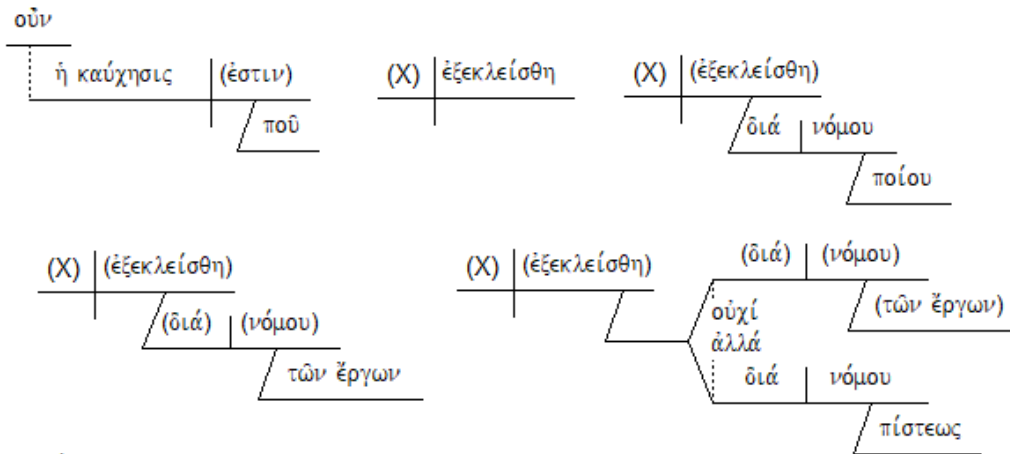 οὖν
ἡ καύχησις (ἐστιν) (X) ἐξεκλείσθη (X) (ἐξεκλείσθη)
ποῦ διά νόμου
ποίου
(διά) (νόμου)
(X) (ἐξεκλείσθη) (X) (ἐξεκλείσθη)
οὐχί (τῶν ἔργων)
(διά) (νόμου)
ἀλλά
τῶν ἔργων διά νόμου
πίστεως